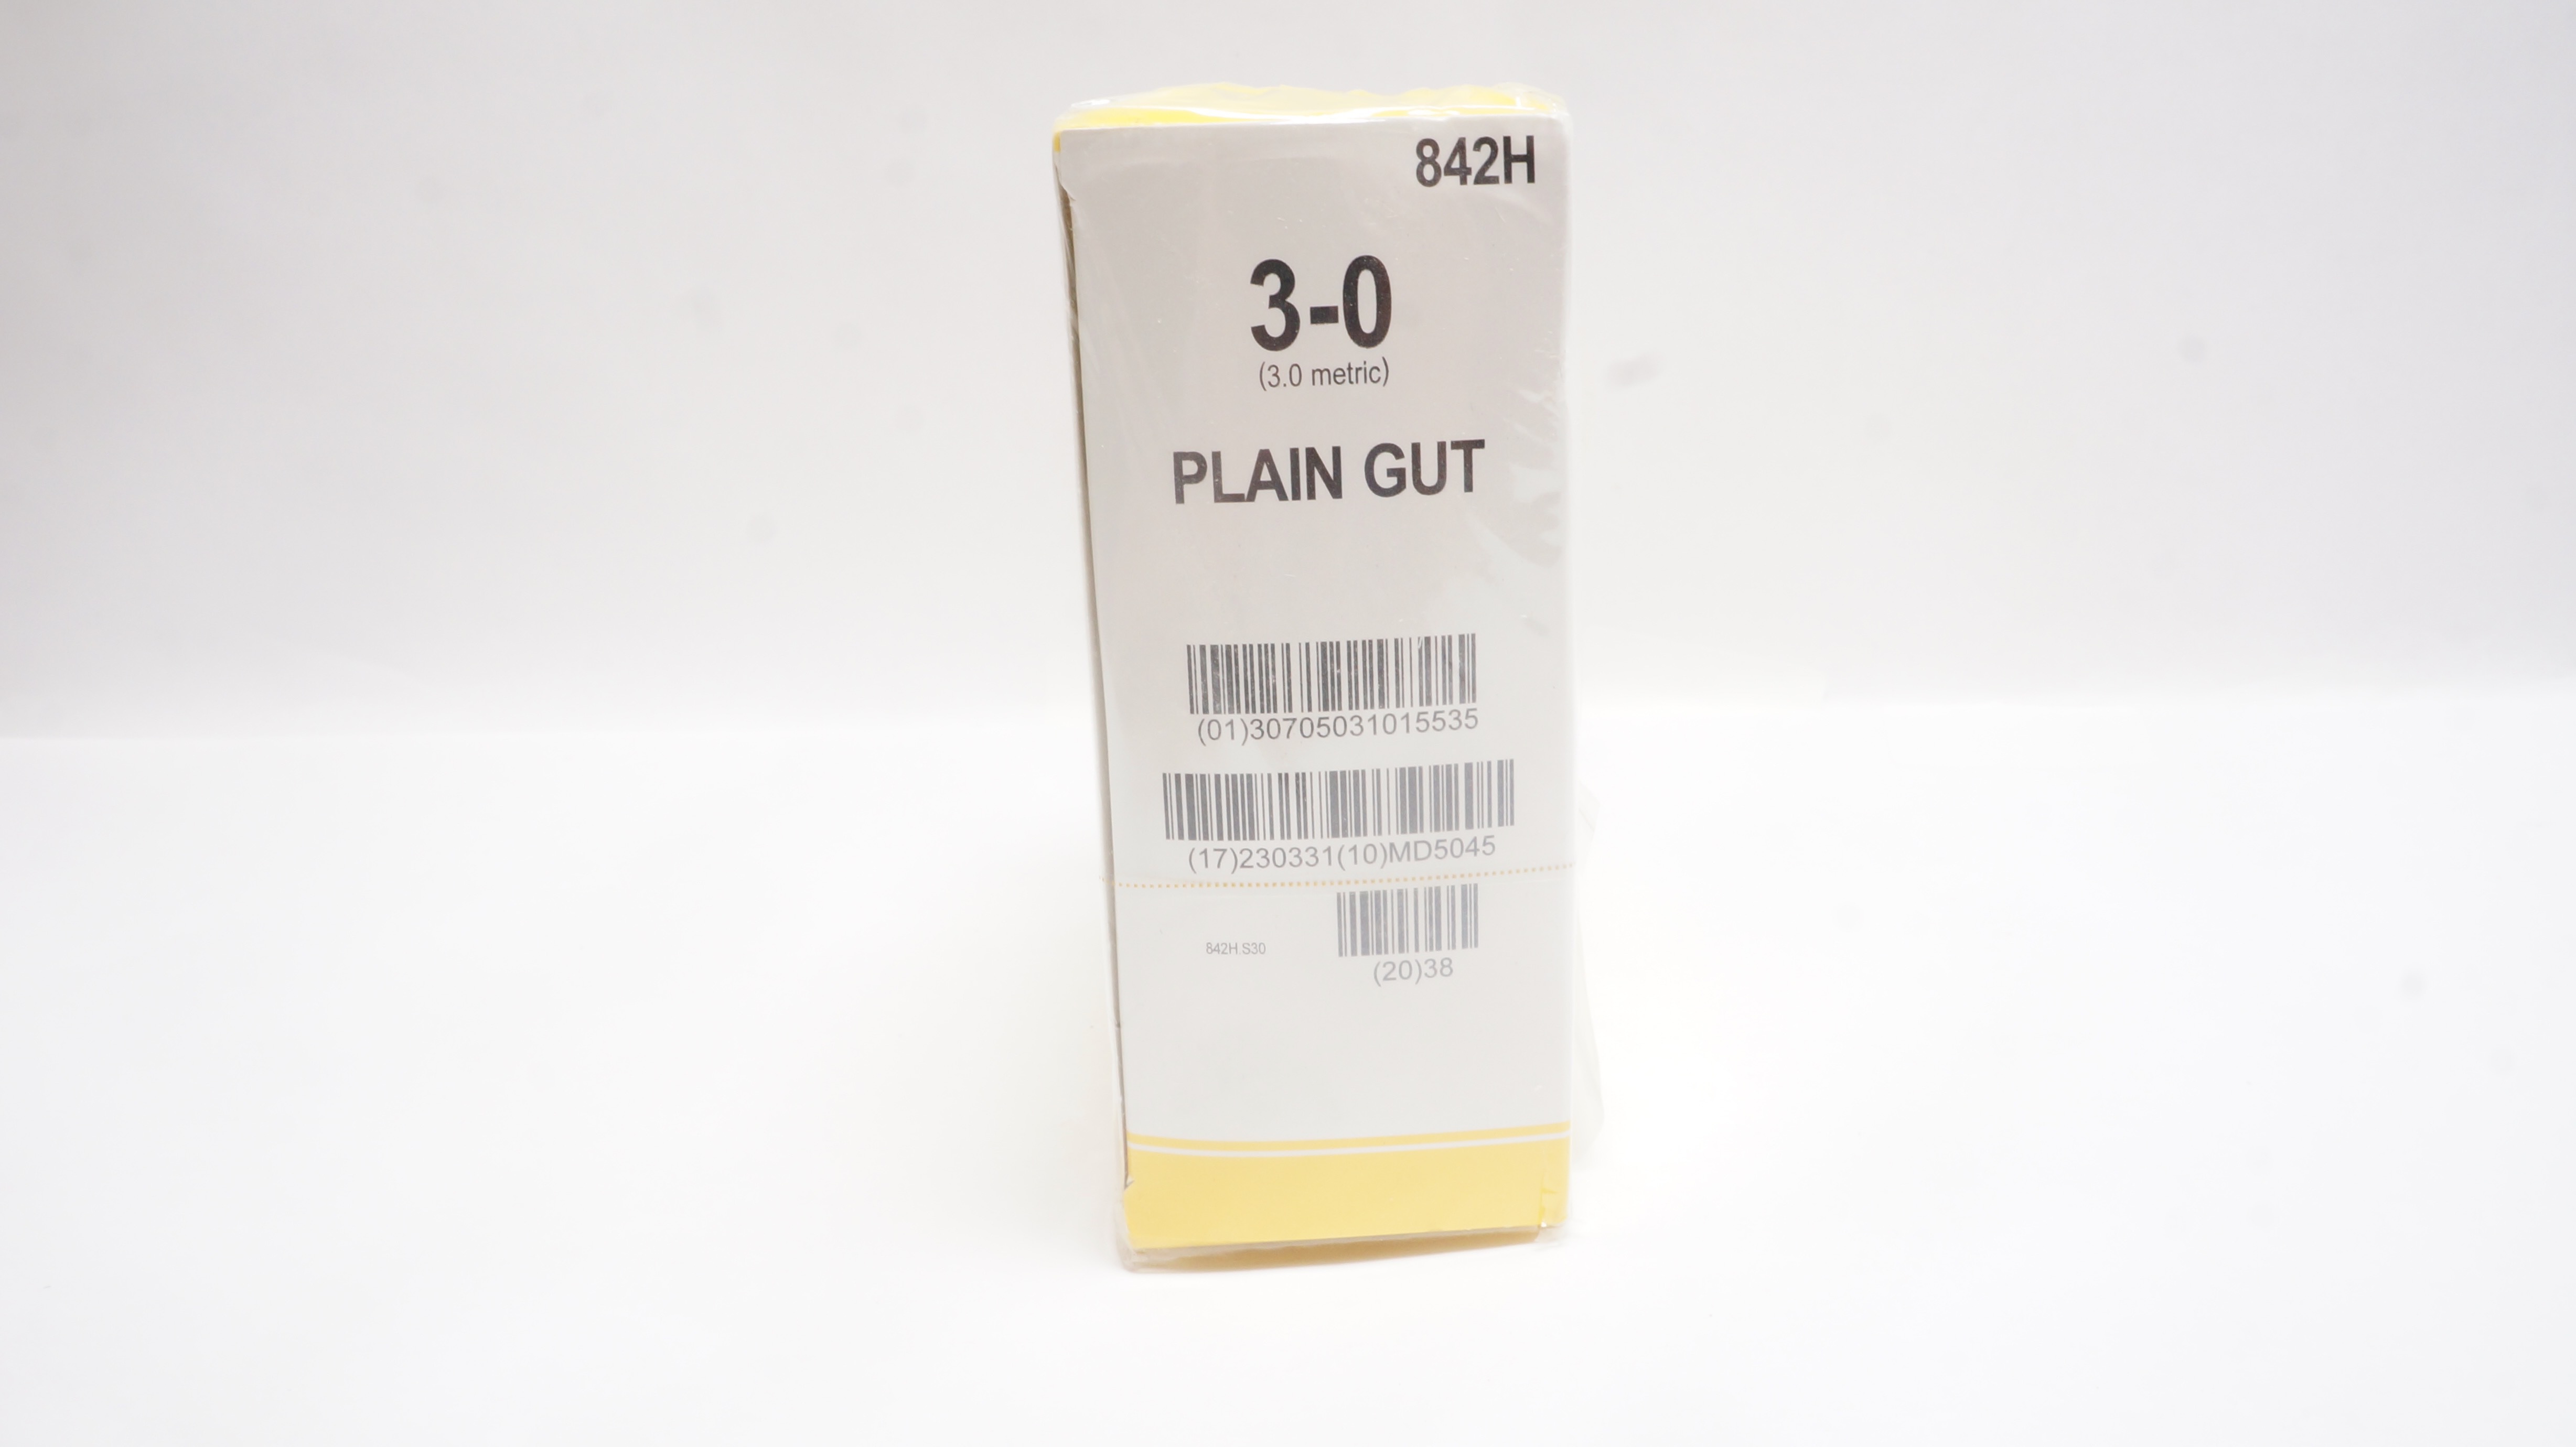 842H
3-0
(3.0 metric)
PLAIN GUT
(01)30705031015535
(17)230331(10)MD5045
842H.S30
(20)38